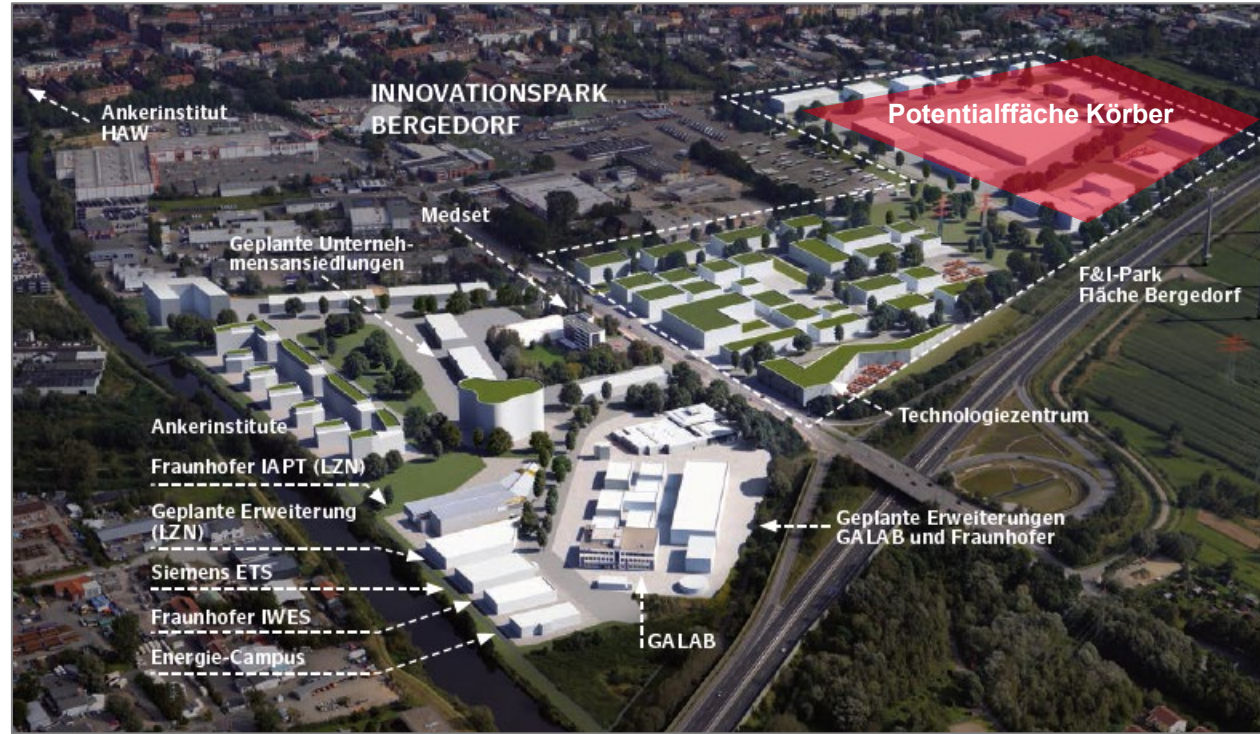 INNOVATIONSPARK
BERGEDORF
Ankerinstitut
HAW
Potentialffäche Körber
Medset
Geplante Unterneh-
mensansiedlungen
F&I-Park
Fläche Bergedorf
Technologiezentrum
Ankerinstitute
Fraunhofer IAPT (LZN)
Geplante Erweiterung
(LZN)
Siemens ETS
Fraunhofer IWES
Energie-Campus
Geplante Erweiterungen
GALAB und Fraunhofer
GALAB